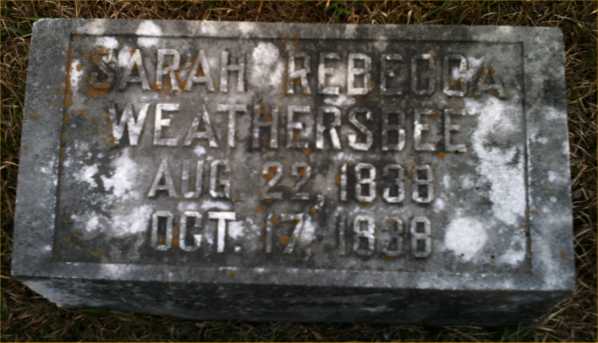 SARAH REBECCA
WEATHERSBEE
AUG. 22, 1838
OCT. 17, 1838